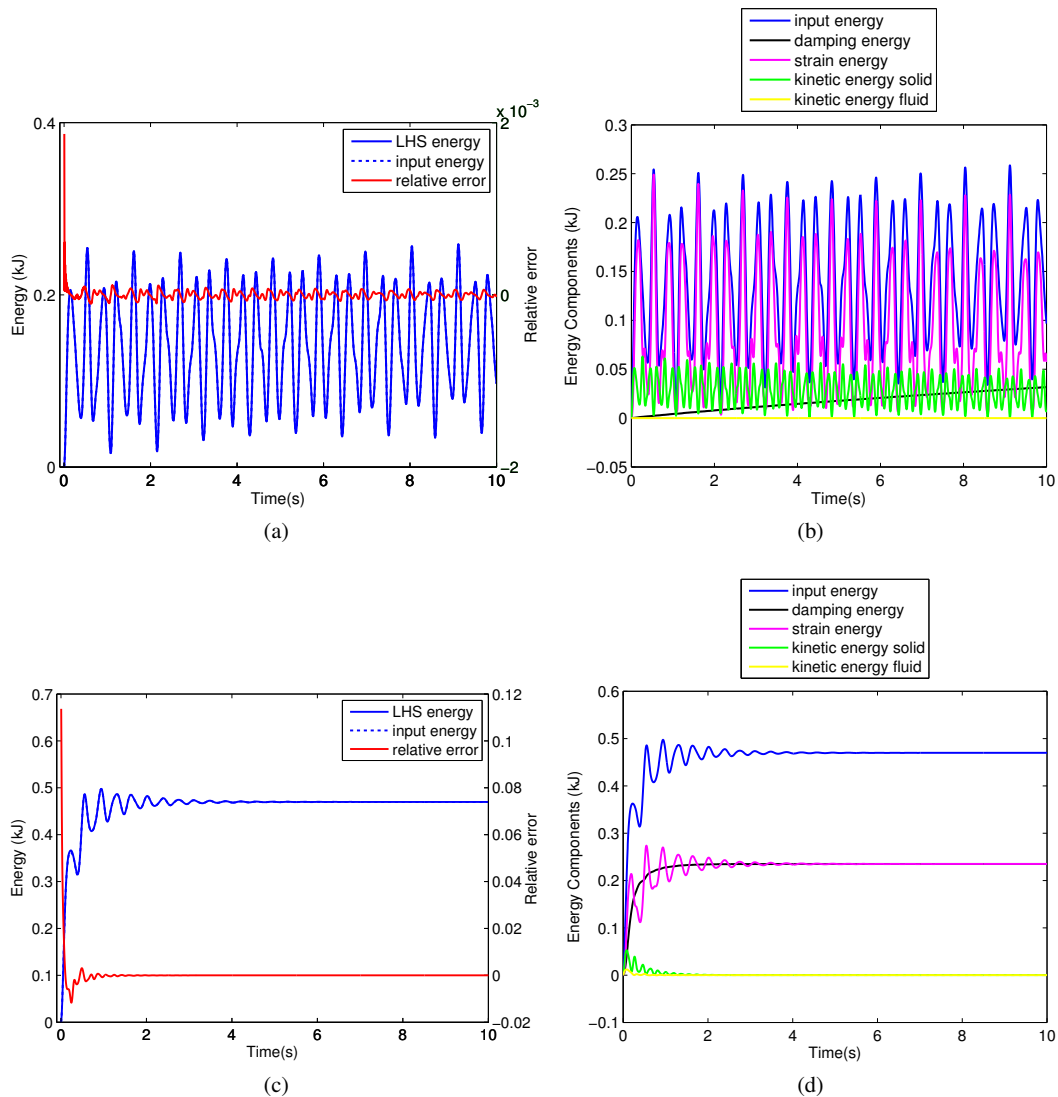 x 10⁻³
0.4
0.2
0
2
0
−2
Energy (kJ)
Relative error
LHS energy
input energy
relative error
0 2 4 6 8 10
Time(s)
(a)
input energy
damping energy
strain energy
kinetic energy solid
kinetic energy fluid
0.3
0.25
0.2
0.15
0.1
0.05
0
−0.05
Energy Components (kJ)
0 2 4 6 8 10
Time(s)
(b)
0.7
0.6
0.5
0.4
0.3
0.2
0.1
0
0.12
0.1
0.08
0.06
0.04
0.02
0
−0.02
Energy (kJ)
Relative error
LHS energy
input energy
relative error
0 2 4 6 8 10
Time(s)
(c)
input energy
damping energy
strain energy
kinetic energy solid
kinetic energy fluid
0.6
0.5
0.4
0.3
0.2
0.1
0
−0.1
Energy Components (kJ)
0 2 4 6 8 10
Time(s)
(d)